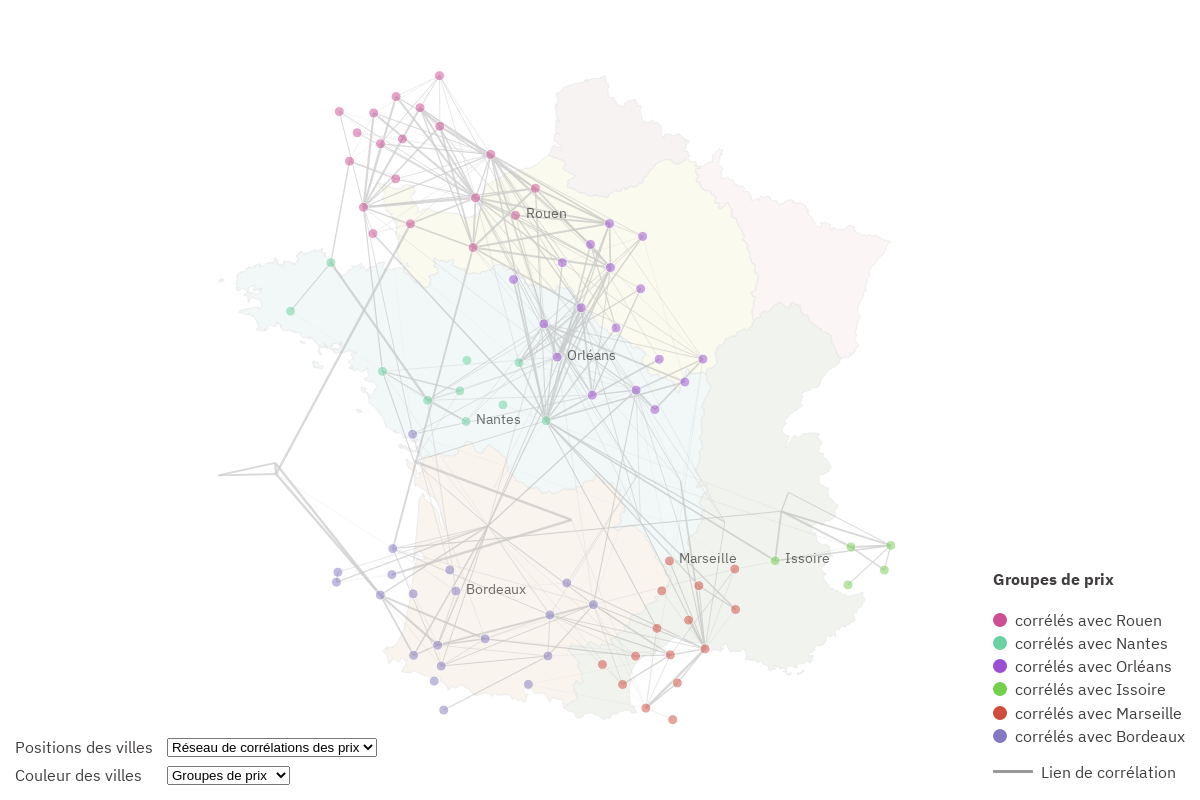 Rouen
Orléans
Nantes
Marseille
Issoire
Bordeaux
Groupes de prix
corrélés avec Rouen
corrélés avec Nantes
corrélés avec Orléans
corrélés avec Issoire
corrélés avec Marseille
corrélés avec Bordeaux
Lien de corrélation
Positions des villes Réseau de corrélations des prix
Couleur des villes Groupes de prix